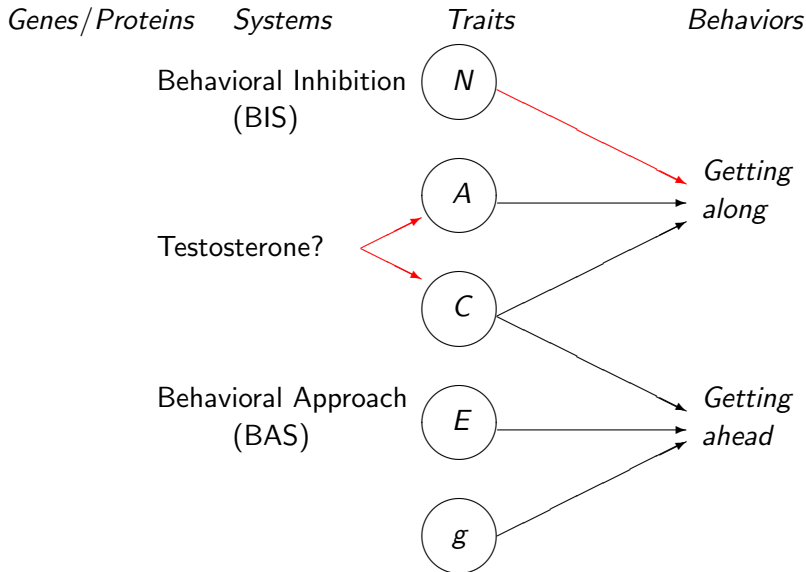 Genes/Proteins Systems Traits Behaviors
Behavioral Inhibition
(BIS)
N
Getting
along
A
Testosterone?
C
Behavioral Approach
(BAS)
E
Getting
ahead
g